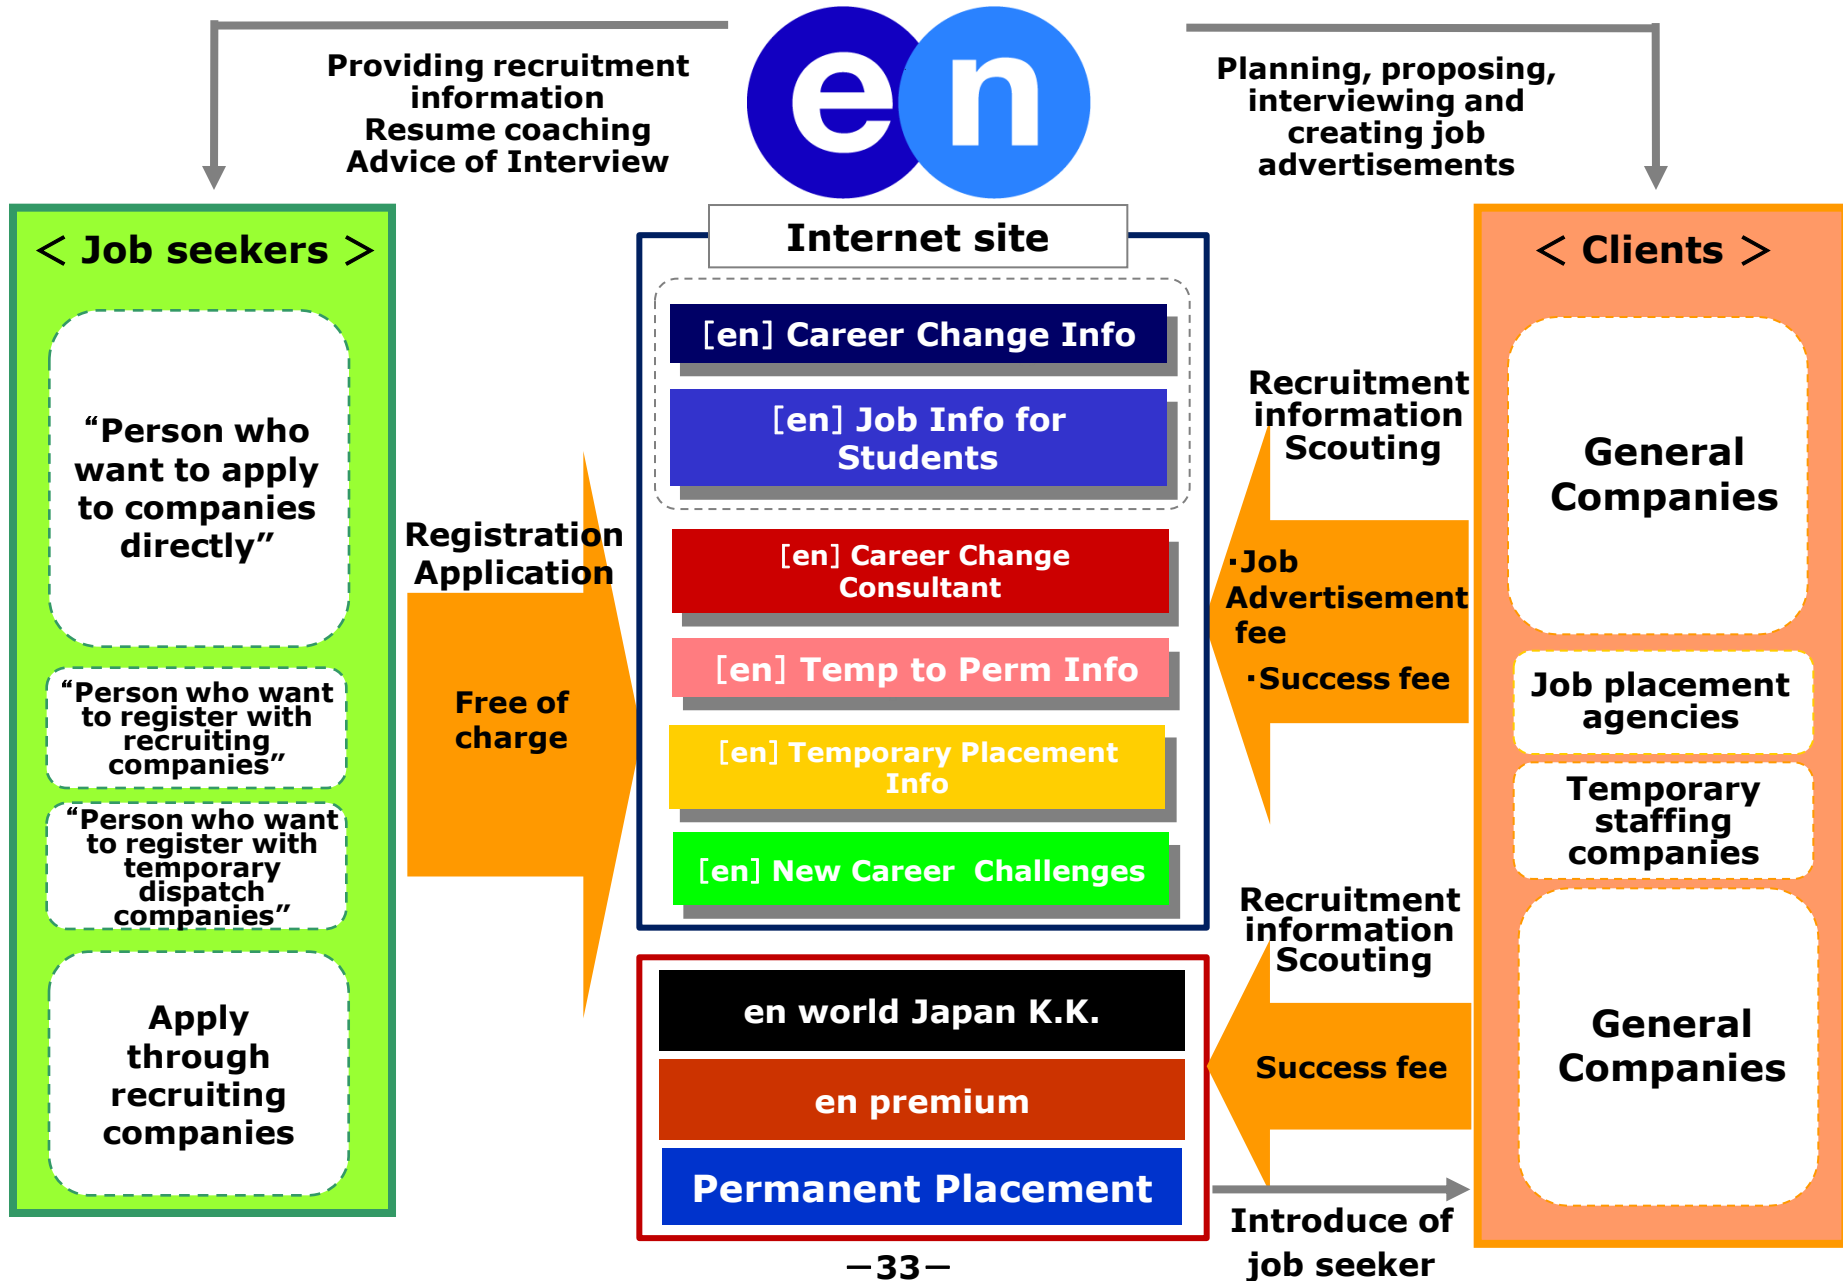 en
Providing recruitment
information
Resume coaching
Advice of Interview
Planning, proposing,
interviewing and
creating job
advertisements
＜ Job seekers ＞
“Person who
want to apply
to companies
directly”
“Person who want
to register with
recruiting
companies”
“Person who want
to register with
temporary
dispatch
companies”
Apply
through
recruiting
companies
Registration
Application
Free of
charge
Internet site
[en] Career Change Info
[en] Job Info for
Students
[en] Career Change
Consultant
[en] Temp to Perm Info
[en] Temporary Placement
Info
[en] New Career  Challenges
en world Japan K.K.
en premium
Permanent Placement
Recruitment
information
Scouting
・Job
Advertisement
fee
・Success fee
Recruitment
information
Scouting
Success fee
Introduce of
job seeker
＜ Clients ＞
General
Companies
Job placement
agencies
Temporary
staffing
companies
General
Companies
－33－